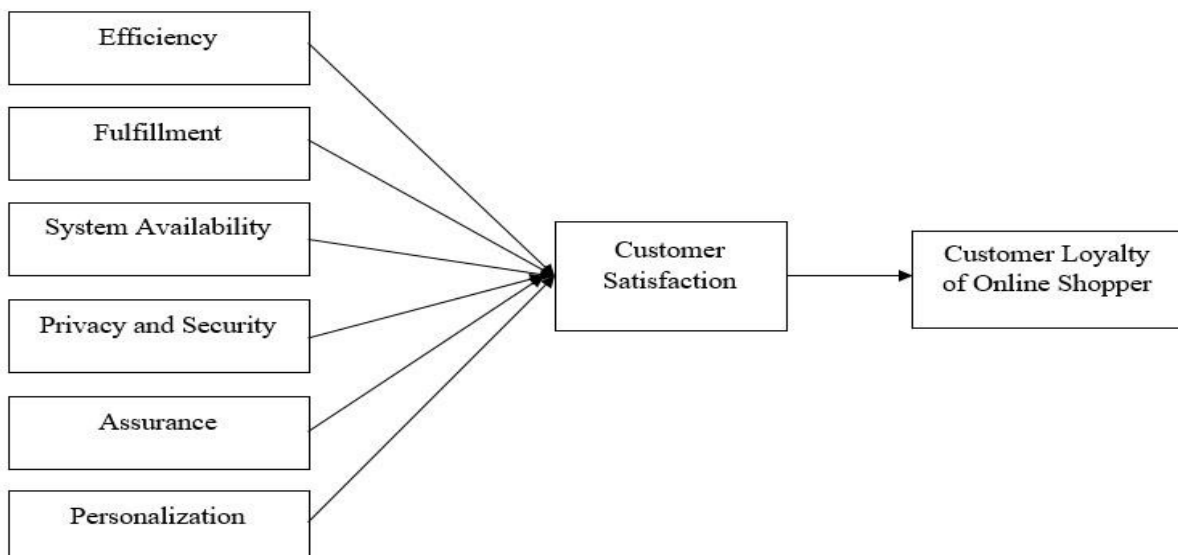 Efficiency
Fulfillment
System Availability
Privacy and Security
Assurance
Personalization
Customer
Satisfaction
Customer Loyalty
of Online Shopper